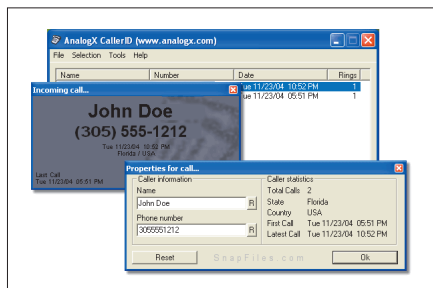 AnalogX CallerID (www.analogx.com)
File Selection Tools Help
Name Number Date Rings
Tue 11/23/04 10:52 PM 1
Tue 11/23/04 05:51 PM 1
Incoming call...
John Doe
(305) 555-1212
Tue 11/23/04 10:52 PM
Florida / USA
Last Call
Tue 11/23/04 05:51 PM
Properties for call...
Caller information
Name
John Doe R
Phone number
3055551212 R
Caller statistics
Total Calls 2
State Florida
Country USA
First Call Tue 11/23/04 05:51 PM
Latest Call Tue 11/23/04 10:52 PM
Reset SnapFiles.com Ok